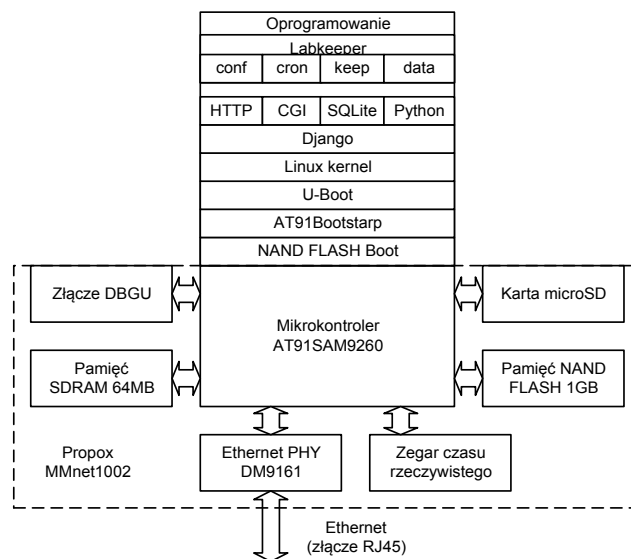 Oprogramowanie
Labkeeper
conf cron keep data
HTTP CGI SQLite Python
Django
Linux kernel
U-Boot
AT91Bootstarp
NAND FLASH Boot
Złącze DBGU
Mikrokontroler
AT91SAM9260
Karta microSD
Pamięć
SDRAM 64MB
Pamięć NAND
FLASH 1GB
Propox
MMnet1002
Ethernet PHY
DM9161
Zegar czasu
rzeczywistego
Ethernet
(złącze RJ45)